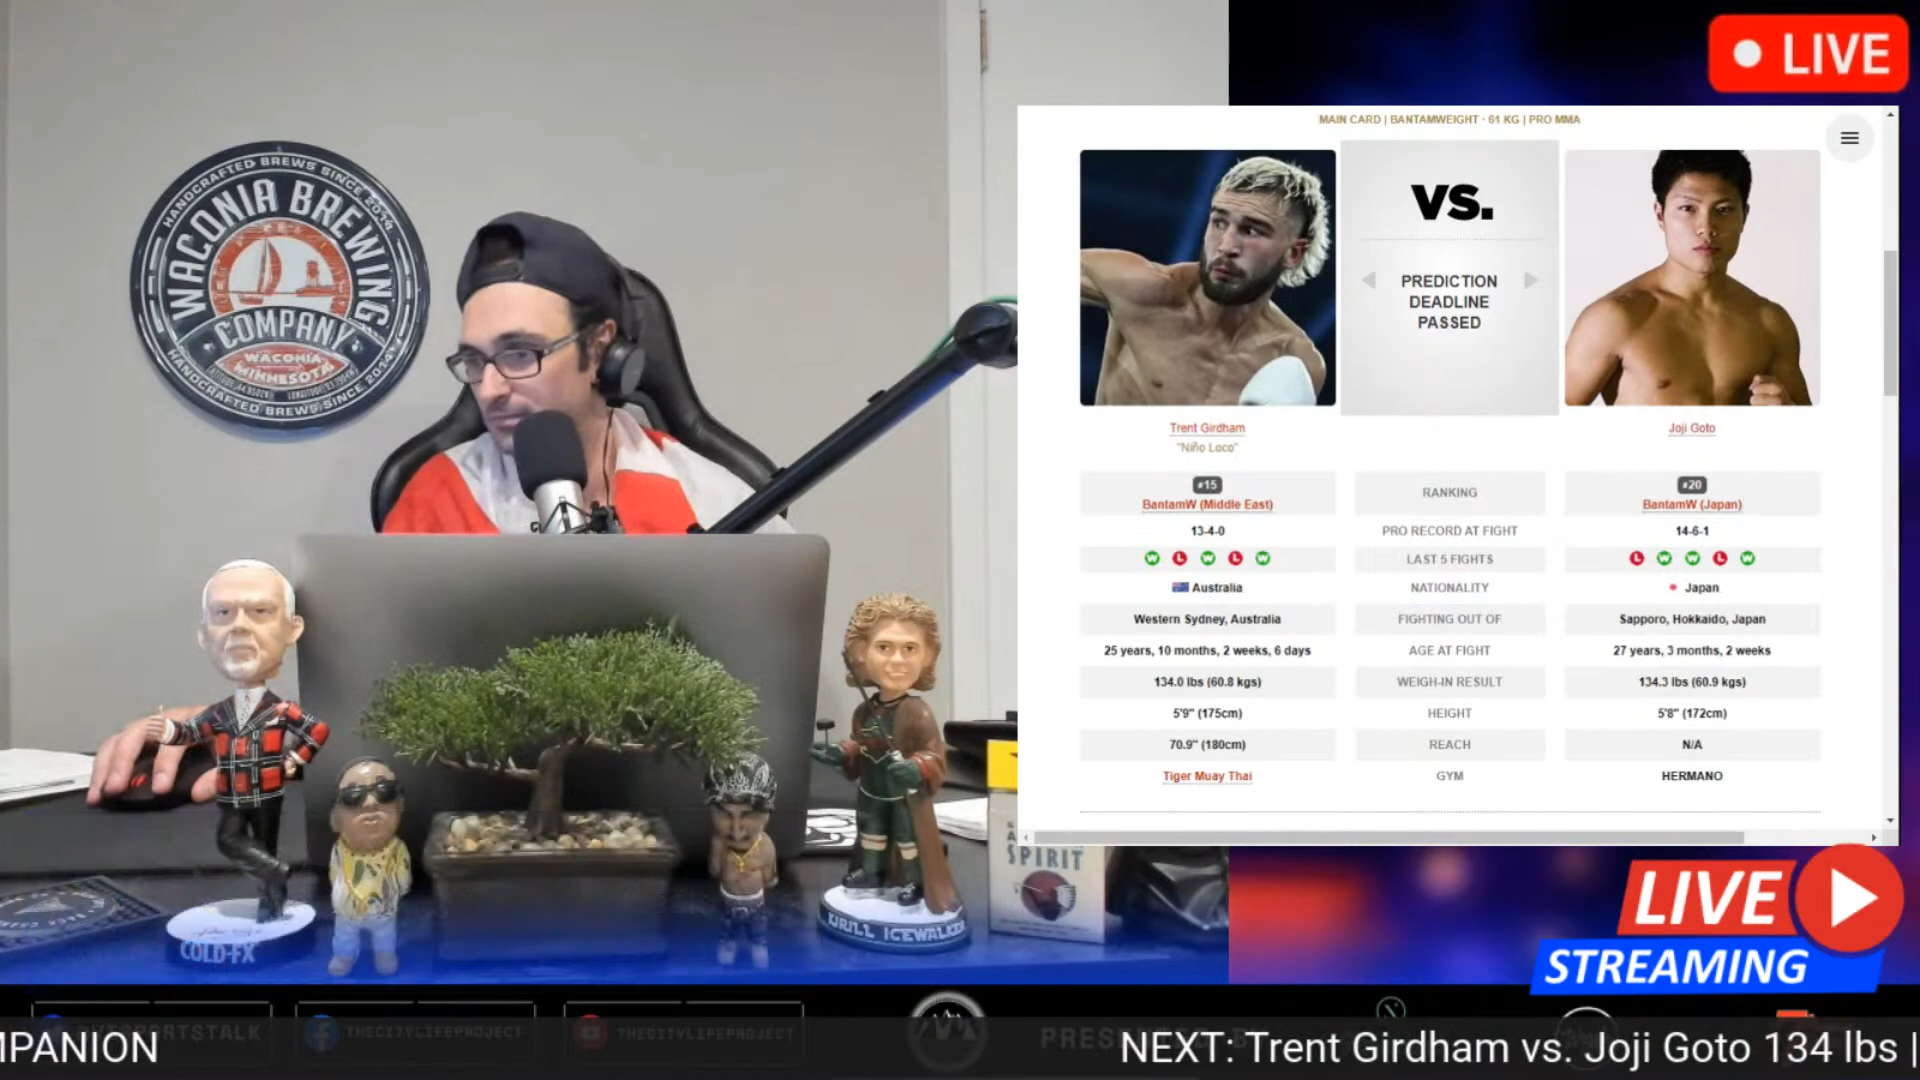 LIVE
MAIN CARD | BANTAMWEIGHT · 61 KG | PRO MMA
VS.
PREDICTION
DEADLINE
PASSED
Trent Girdham
"Niño Loco"
Joji Goto
#15
BantamW (Middle East)
RANKING
#20
BantamW (Japan)
13-4-0
PRO RECORD AT FIGHT
14-6-1
W L W L W
LAST 5 FIGHTS
L W W L W
Australia
NATIONALITY
Japan
Western Sydney, Australia
FIGHTING OUT OF
Sapporo, Hokkaido, Japan
25 years, 10 months, 2 weeks, 6 days
AGE AT FIGHT
27 years, 3 months, 2 weeks
134.0 lbs (60.8 kgs)
WEIGH-IN RESULT
134.3 lbs (60.9 kgs)
5'9" (175cm)
HEIGHT
5'8" (172cm)
70.9" (180cm)
REACH
N/A
Tiger Muay Thai
GYM
HERMANO
HANDCRAFTED BREWS SINCE 2014
WACONIA BREWING
COMPANY
WACONIA
MINNESOTA
HANDCRAFTED BREWS SINCE 2014
SPIRIT
COLD-FX
KIRILL ICEWALKER
LIVE
STREAMING
THECITYLIFEPROJECT
THECITYLIFEPROJECT
MPANION
NEXT: Trent Girdham vs. Joji Goto 134 lbs |